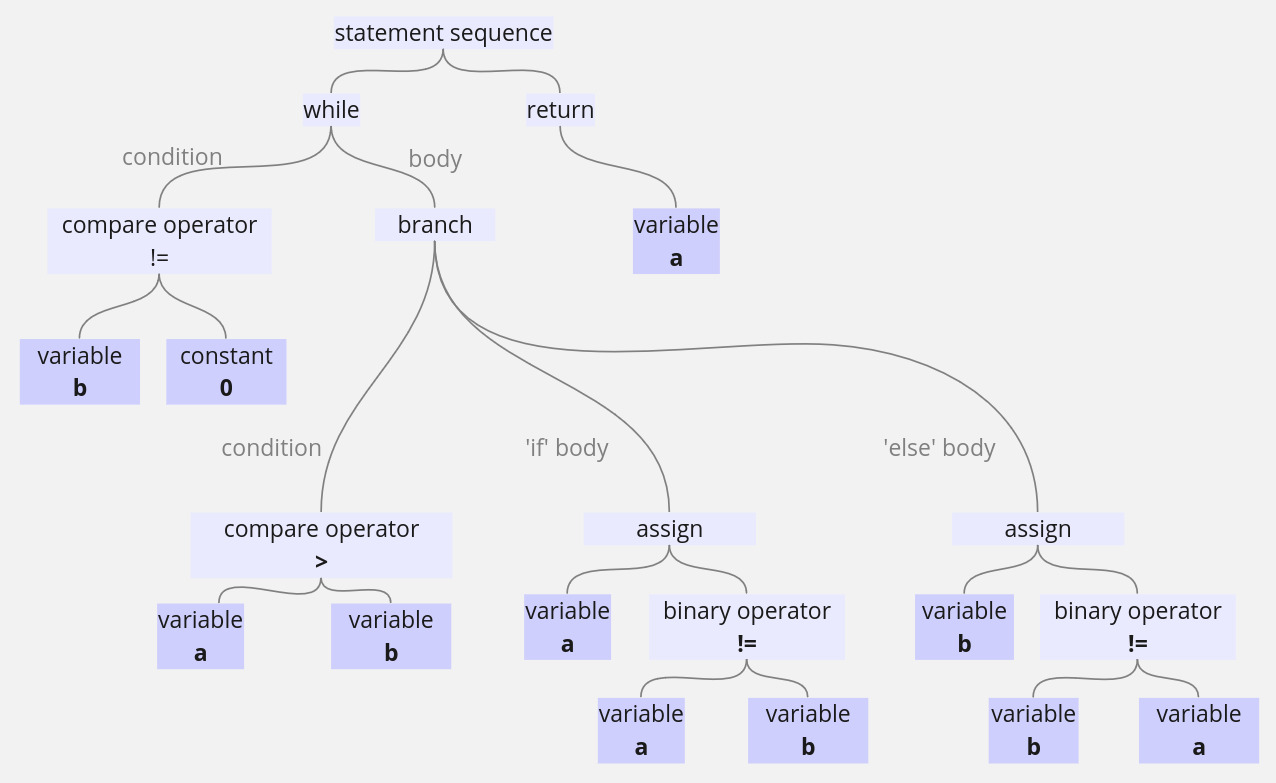 statement sequence
while
return
condition
body
compare operator
!=
branch
variable
a
variable
b
constant
0
condition
'if' body
'else' body
compare operator
>
assign
assign
variable
a
variable
b
variable
a
binary operator
!=
variable
b
binary operator
!=
variable
a
variable
b
variable
b
variable
a